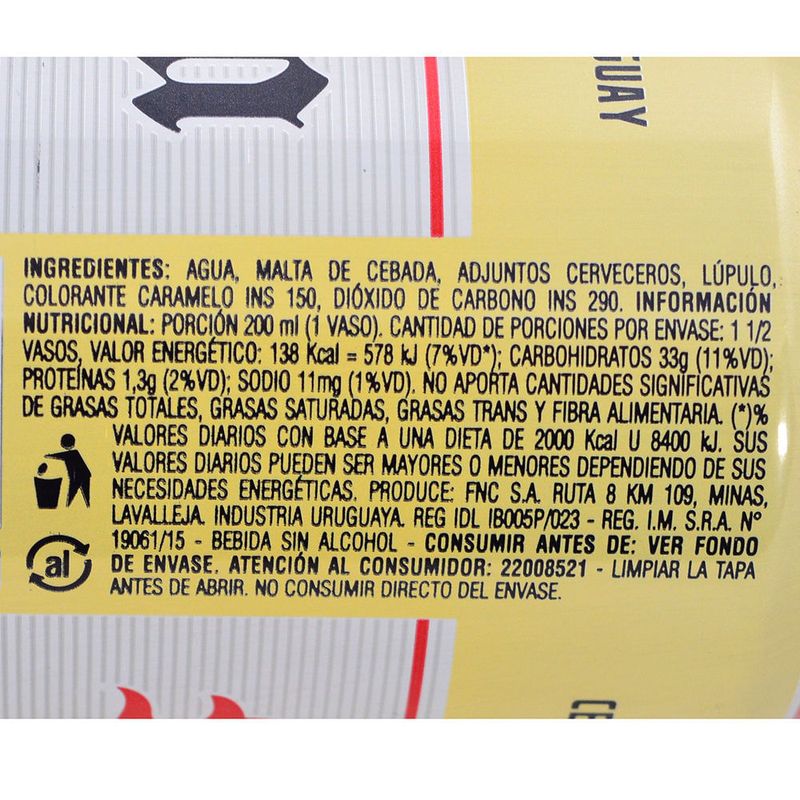 GUAY
INGREDIENTES: AGUA, MALTA DE CEBADA, ADJUNTOS CERVECEROS, LÚPULO,
COLORANTE CARAMELO INS 150, DIÓXIDO DE CARBONO INS 290. INFORMACIÓN
NUTRICIONAL: PORCIÓN 200 ml (1 VASO). CANTIDAD DE PORCIONES POR ENVASE: 1 1/2
VASOS, VALOR ENERGÉTICO: 138 Kcal = 578 kJ (7%VD*); CARBOHIDRATOS 33g (11%VD);
PROTEÍNAS 1,3g (2%VD); SODIO 11mg (1%VD). NO APORTA CANTIDADES SIGNIFICATIVAS
DE GRASAS TOTALES, GRASAS SATURADAS, GRASAS TRANS Y FIBRA ALIMENTARIA. (*)%
VALORES DIARIOS CON BASE A UNA DIETA DE 2000 Kcal U 8400 kJ. SUS
VALORES DIARIOS PUEDEN SER MAYORES O MENORES DEPENDIENDO DE SUS
NECESIDADES ENERGÉTICAS. PRODUCE: FNC S.A. RUTA 8 KM 109, MINAS,
LAVALLEJA. INDUSTRIA URUGUAYA. REG IDL IB005P/023 - REG. I.M. S.R.A. Nº
19061/15 - BEBIDA SIN ALCOHOL - CONSUMIR ANTES DE: VER FONDO
DE ENVASE. ATENCIÓN AL CONSUMIDOR: 22008521 - LIMPIAR LA TAPA
ANTES DE ABRIR. NO CONSUMIR DIRECTO DEL ENVASE.
al
CE